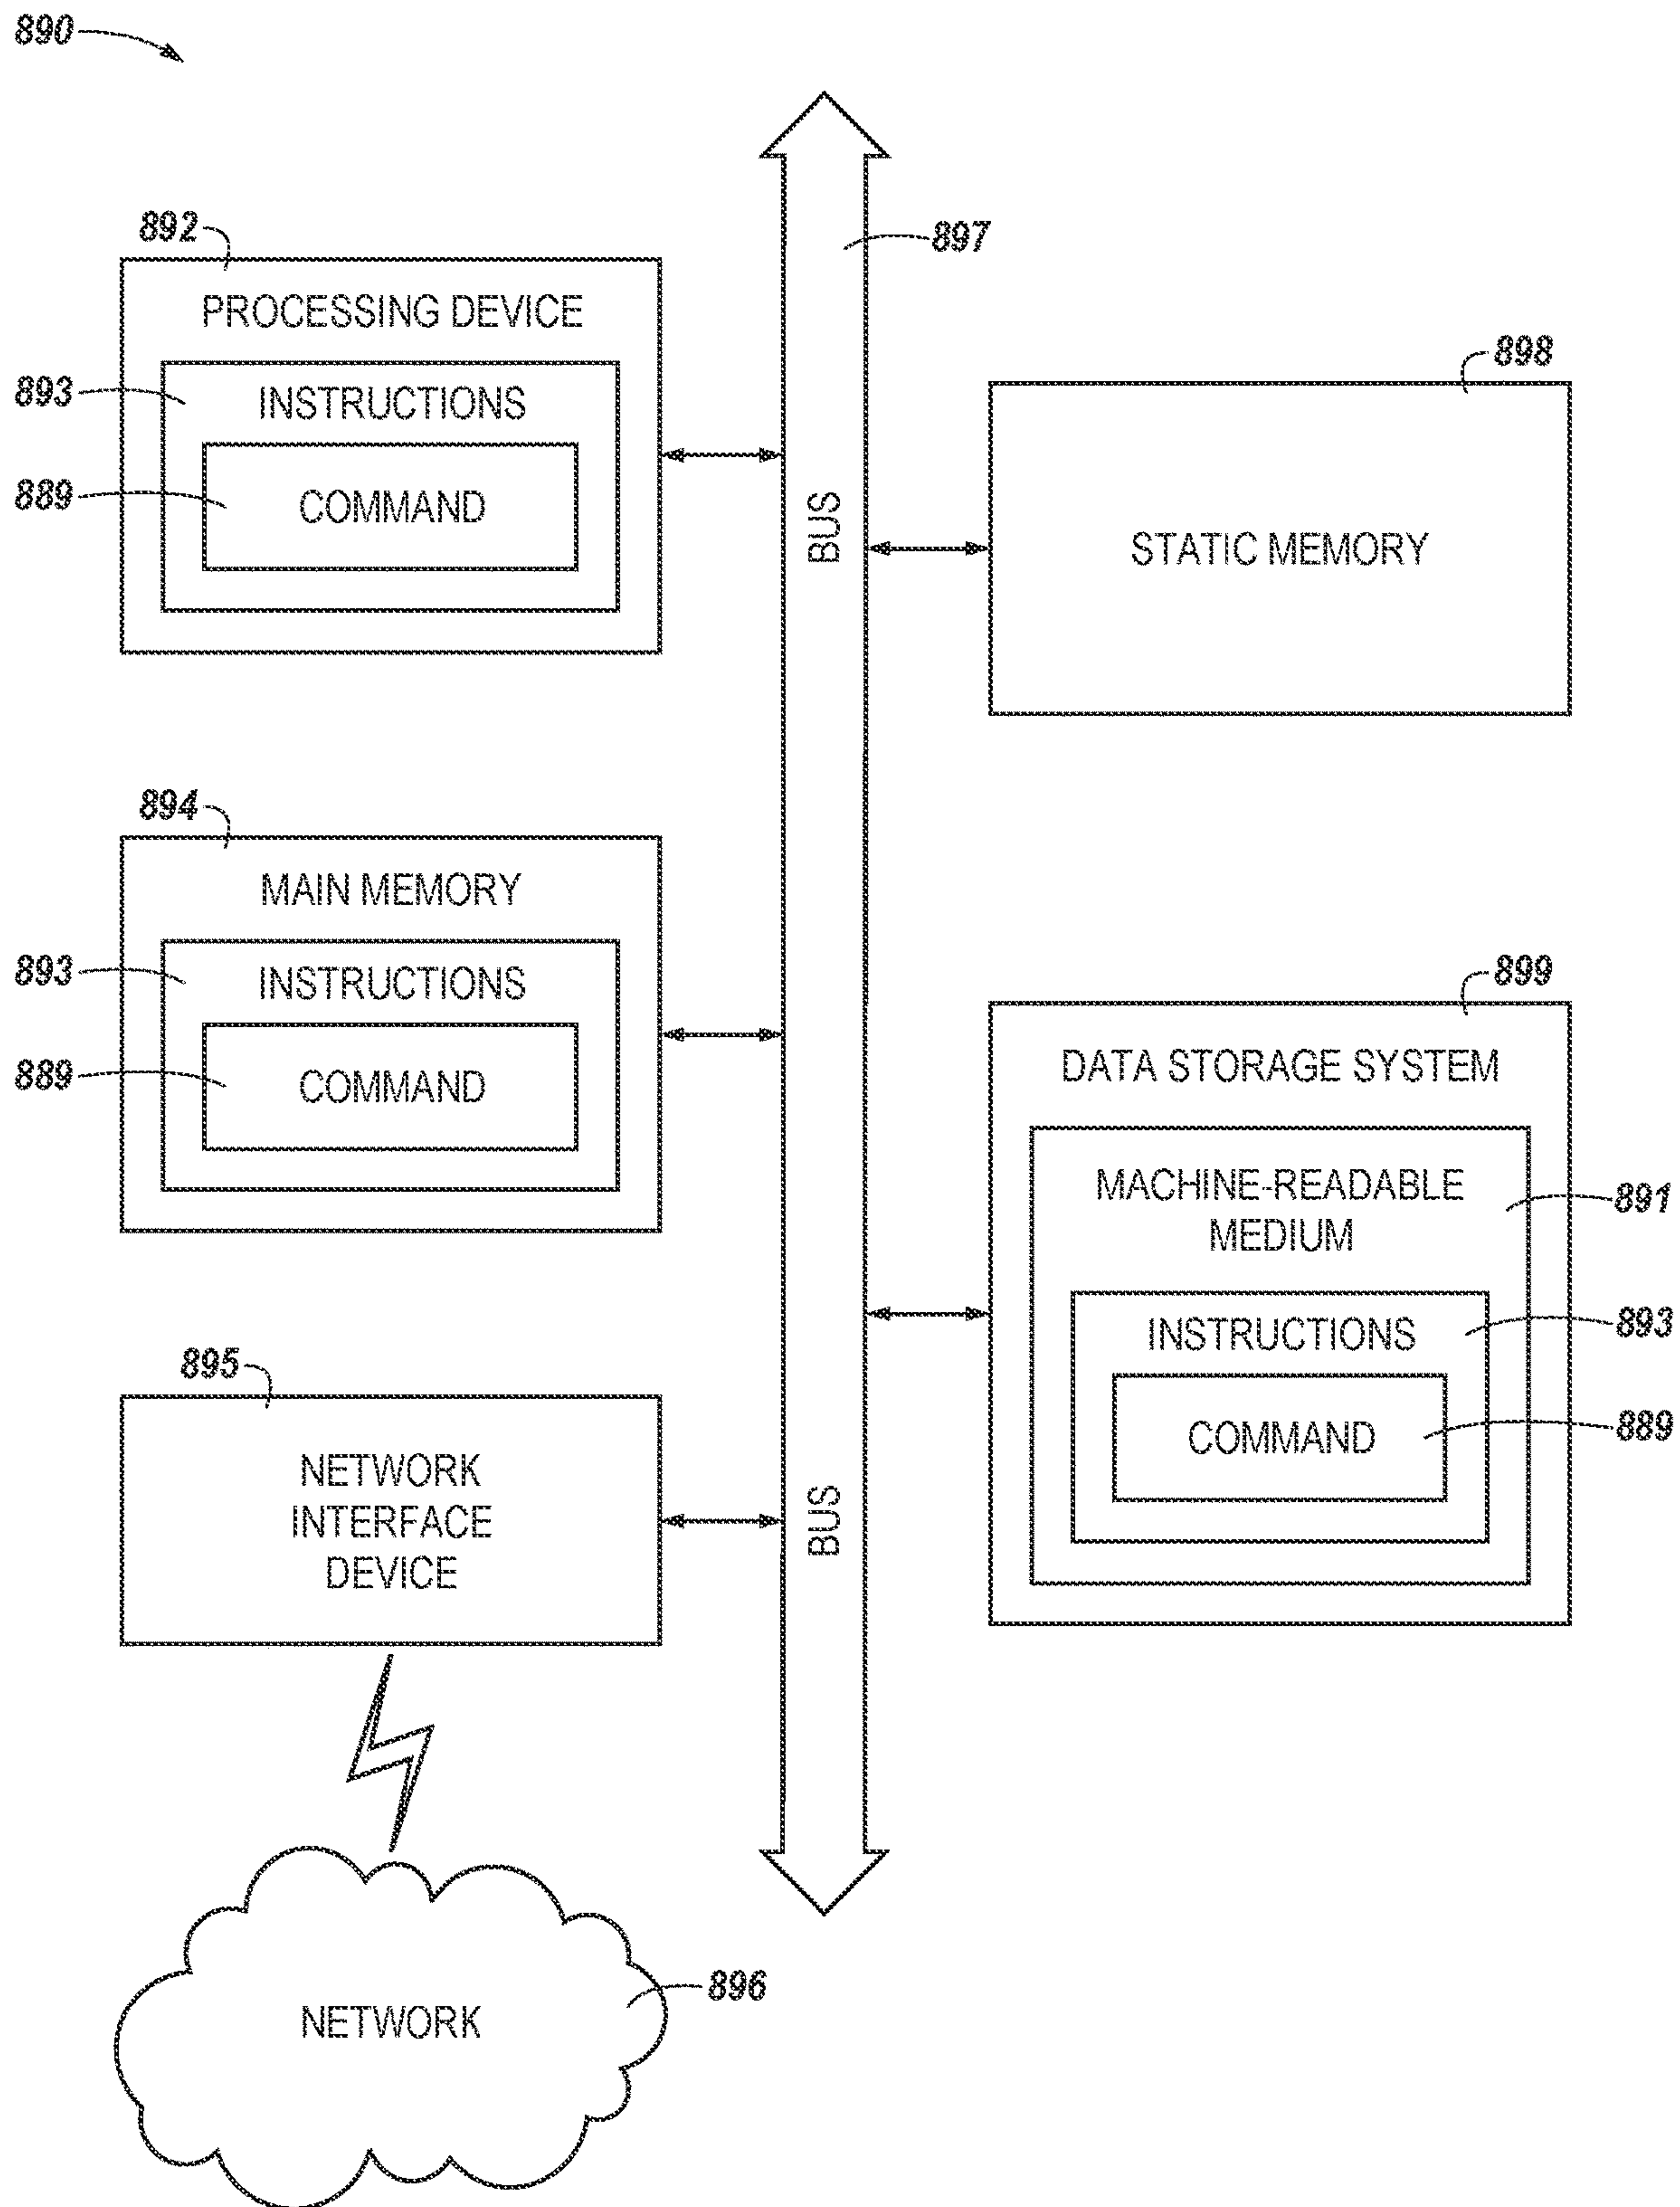 890
892
PROCESSING DEVICE
893
INSTRUCTIONS
889
COMMAND
897
BUS
898
STATIC MEMORY
894
MAIN MEMORY
893
INSTRUCTIONS
889
COMMAND
899
DATA STORAGE SYSTEM
MACHINE-READABLE
MEDIUM
891
INSTRUCTIONS
893
COMMAND
889
895
NETWORK
INTERFACE
DEVICE
BUS
NETWORK
896